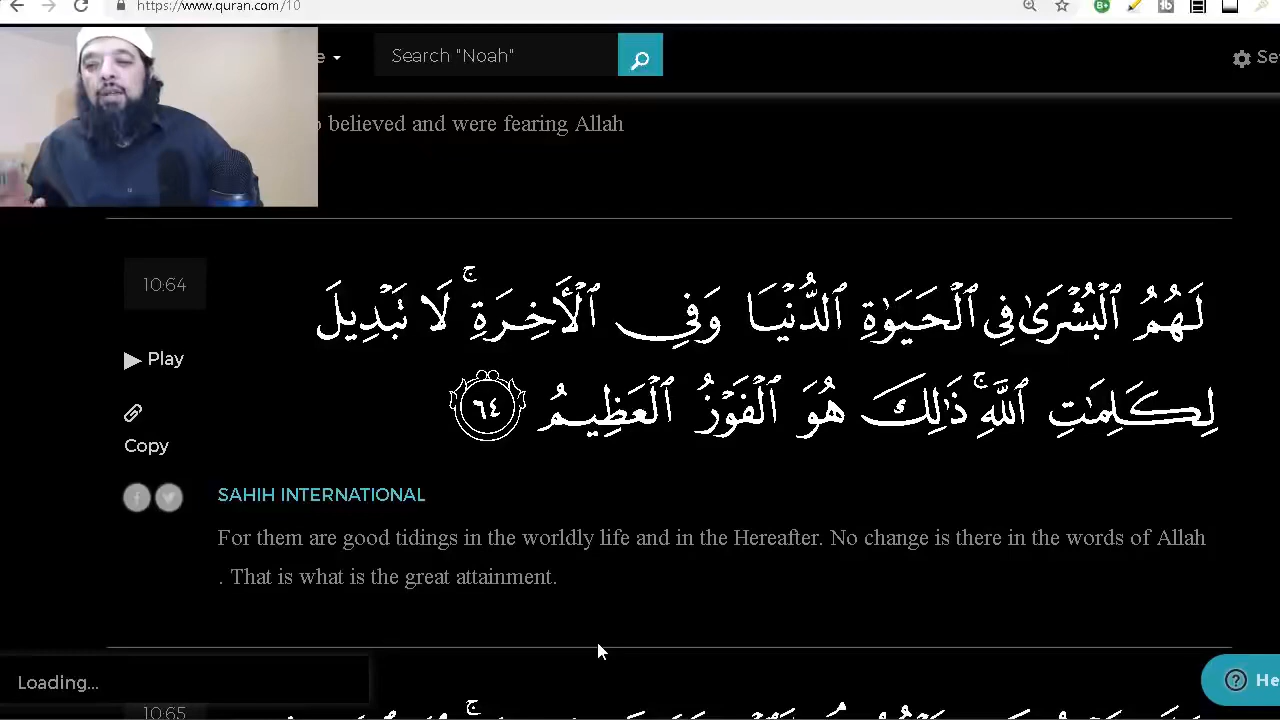 https://www.quran.com/10
e
Search "Noah"
Se
believed and were fearing Allah
10:64
لَهُمُ ٱلْبُشْرَىٰ فِى ٱلْحَيَوٰةِ ٱلدُّنْيَا وَفِى ٱلْأَخِرَةِ ۚ لَا تَبْدِيلَ
لِكَلِمَٰتِ ٱللَّهِ ۚ ذَٰلِكَ هُوَ ٱلْفَوْزُ ٱلْعَظِيمُ ٦٤
Play
Copy
SAHIH INTERNATIONAL
For them are good tidings in the worldly life and in the Hereafter. No change is there in the words of Allah
. That is what is the great attainment.
Loading...
He
10:65